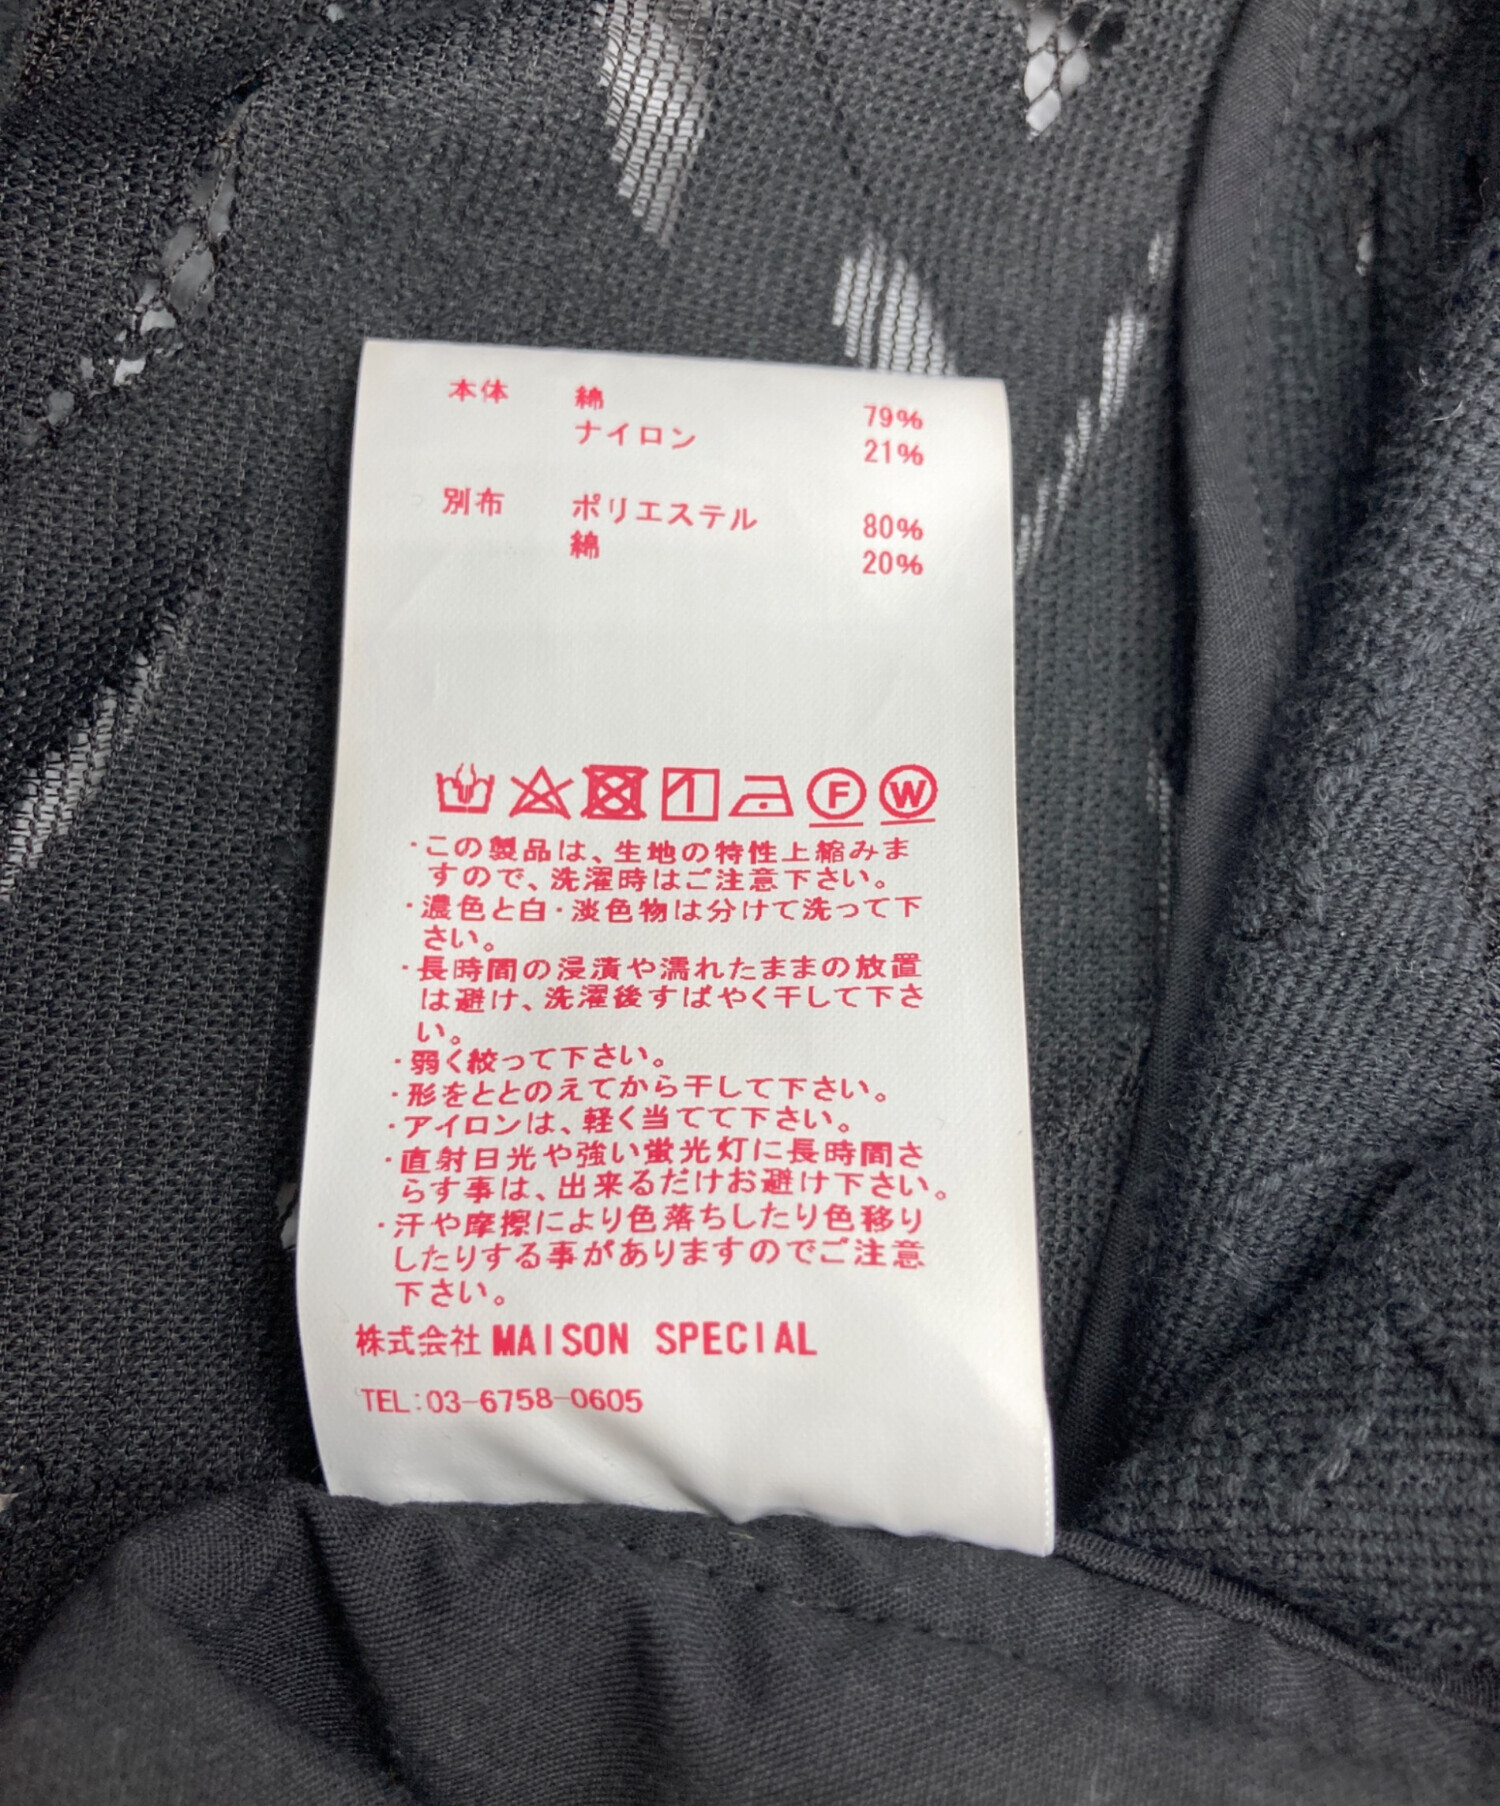 本体 綿 79%
ナイロン 21%
別布 ポリエステル 80%
綿 20%
F W
・この製品は、生地の特性上縮みま
すので、洗濯時はご注意下さい。
・濃色と白・淡色物は分けて洗って下
さい。
・長時間の浸漬や濡れたままの放置
は避け、洗濯後すばやく干して下さ
い。
・弱く絞って下さい。
・形をととのえてから干して下さい。
・アイロンは、軽く当てて下さい。
・直射日光や強い蛍光灯に長時間さ
らす事は、出来るだけお避け下さい。
・汗や摩擦により色落ちしたり色移り
したりする事がありますのでご注意
下さい。
株式会社 MAISON SPECIAL
TEL:03-6758-0605